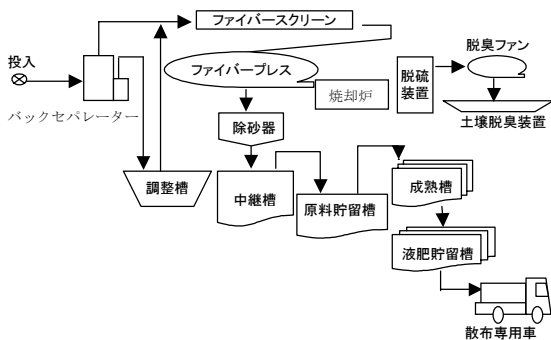 ファイバースクリーン
投入
バックセパレーター
ファイバープレス
焼却炉
脱硫
装置
脱臭ファン
土壌脱臭装置
除砂器
調整槽
中継槽
原料貯留槽
成熟槽
液肥貯留槽
散布専用車